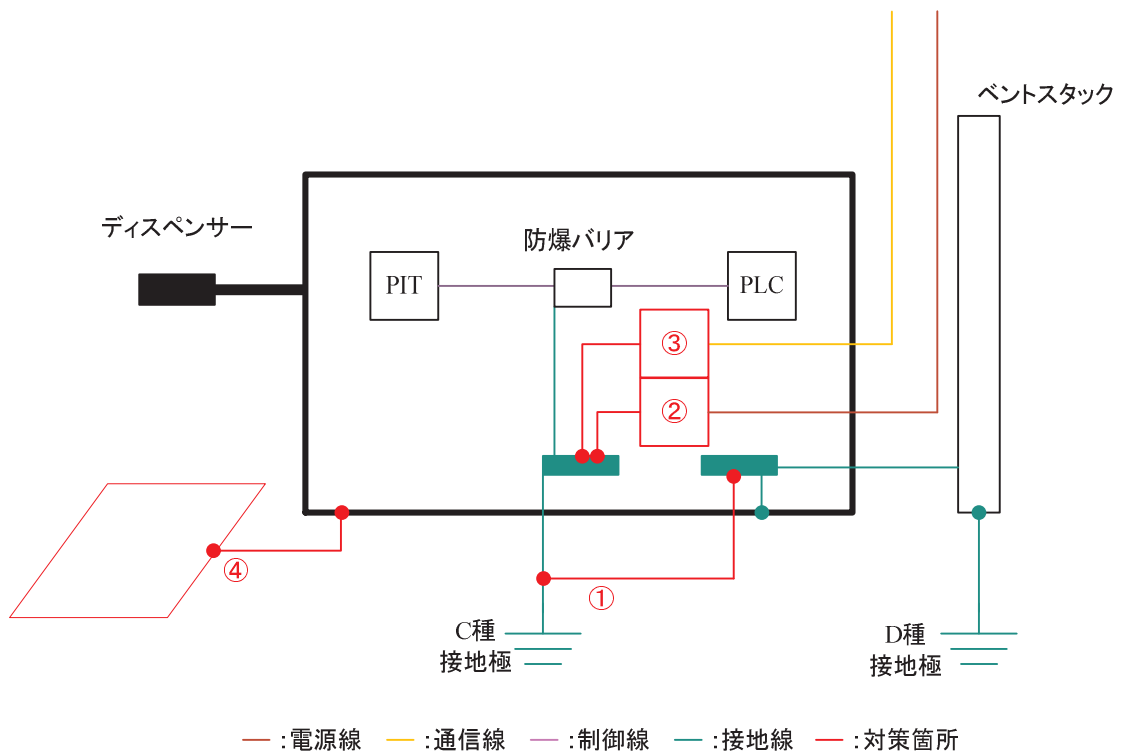 ベントスタック
ディスペンサー
防爆バリア
PIT
PLC
③
②
④
①
C種
接地極
D種
接地極
:電源線 :通信線 :制御線 :接地線 :対策箇所